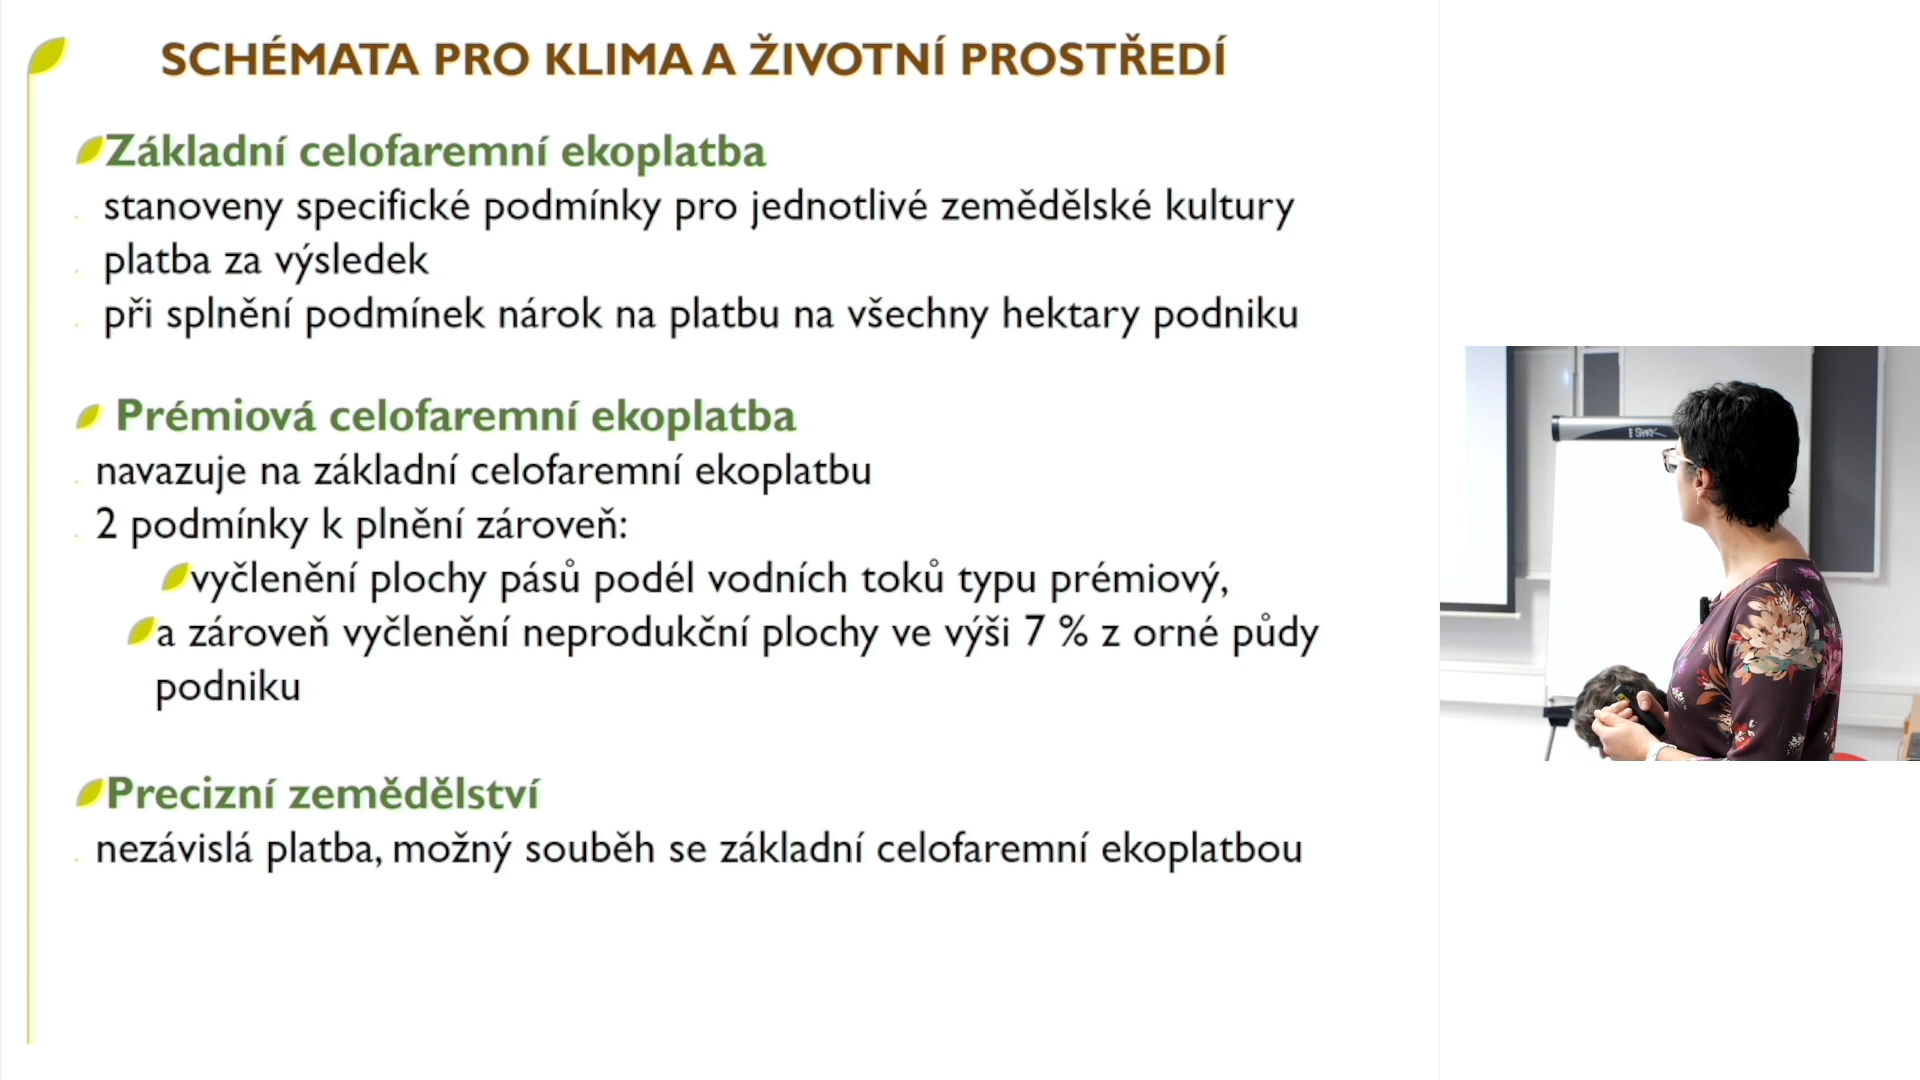 SCHÉMATA PRO KLIMA A ŽIVOTNÍ PROSTŘEDÍ
Základní celofaremní ekoplatba
stanoveny specifické podmínky pro jednotlivé zemědělské kultury
platba za výsledek
při splnění podmínek nárok na platbu na všechny hektary podniku
Prémiová celofaremní ekoplatba
navazuje na základní celofaremní ekoplatbu
2 podmínky k plnění zároveň:
vyčlenění plochy pásů podél vodních toků typu prémiový,
a zároveň vyčlenění neprodukční plochy ve výši 7 % z orné půdy
podniku
Precizní zemědělství
nezávislá platba, možný souběh se základní celofaremní ekoplatbou